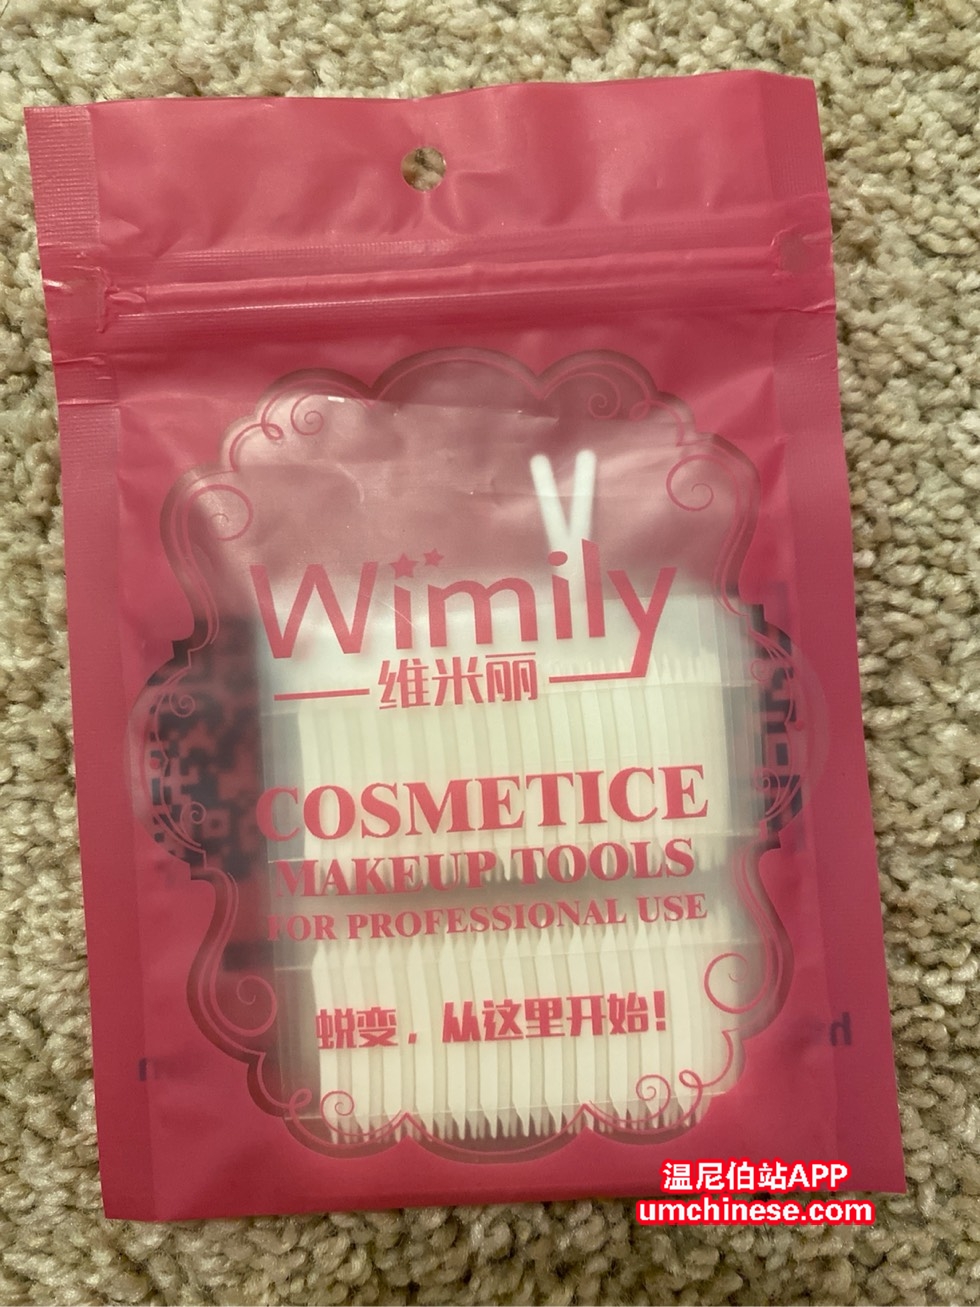 Wimily
维米丽
COSMETICE
MAKEUP TOOLS
FOR PROFESSIONAL USE
蜕变，从这里开始！
温尼伯站APP
umchinese.com